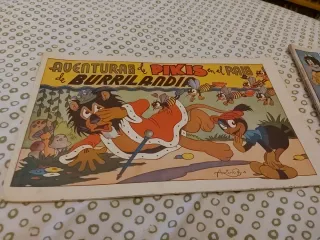 AVENTURAS de PIKIS en el PAIS
de BURRILANDIA